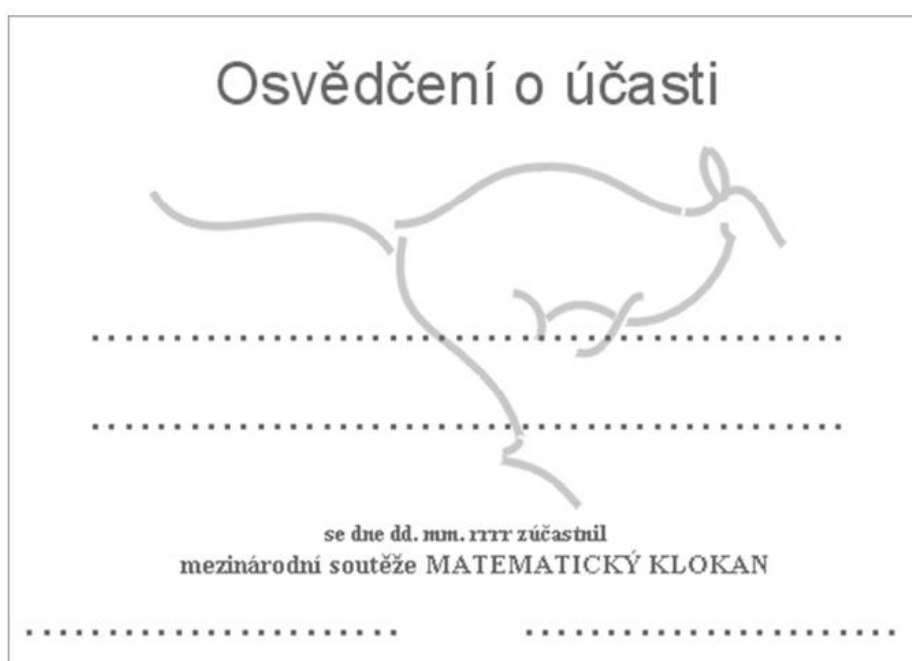 Osvědčení o účasti
se dne dd. mm. rrrr zúčastnil
mezinárodní soutěže MATEMATICKÝ KLOKAN